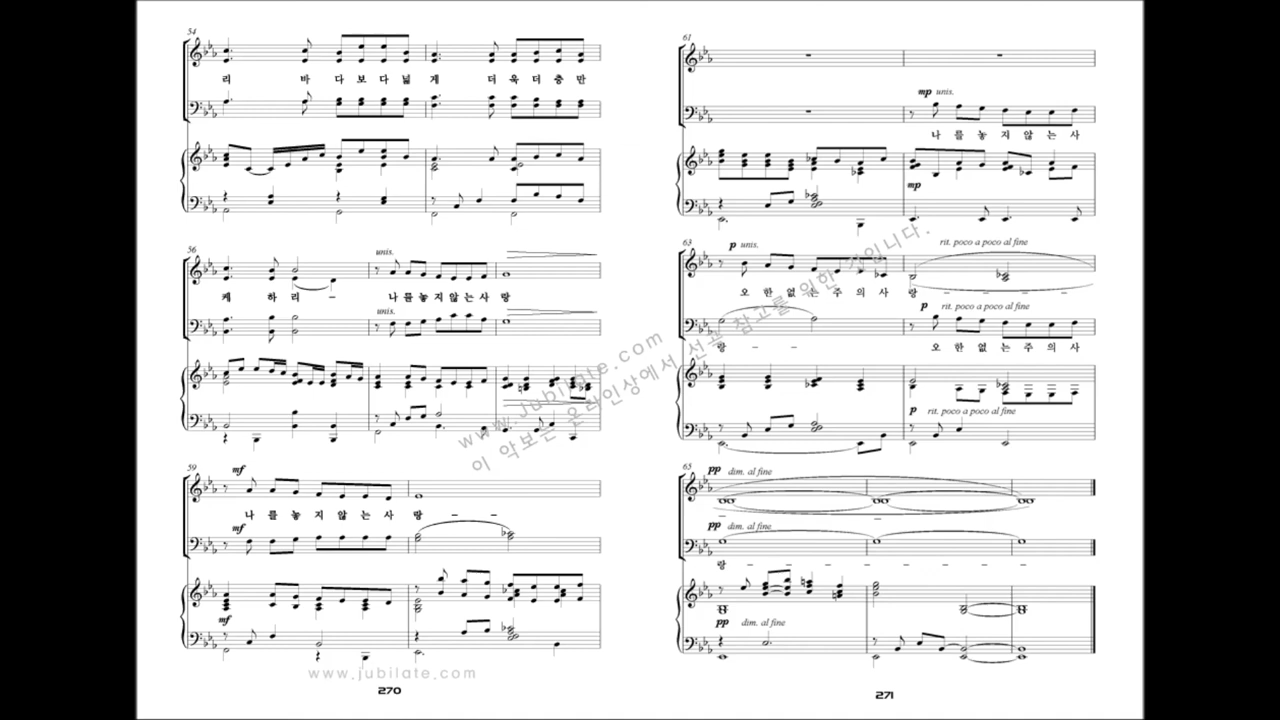 54
리 바 다 보 다 넓 게 더 욱 더 충 만
56
unis.
케 하 리 - 나 를 놓 지 않 는 사 랑
unis.
59
mf
나 를 놓 지 않 는 사 랑 - -
mf
mf
www.jubilate.com
270
61
mp unis.
나 를 놓 지 않 는 사
mp
63
p unis.
rit. poco a poco al fine
오 한 없 는 주 의 사 랑 - - - - - -
p rit. poco a poco al fine
랑 - - 오 한 없 는 주 의 사
p rit. poco a poco al fine
65
pp dim. al fine
pp dim. al fine
랑 - - - - - - - -
pp dim. al fine
271
www.jubilate.com
이 악보는 온라인상에서 선교 참고를 위한 것입니다.